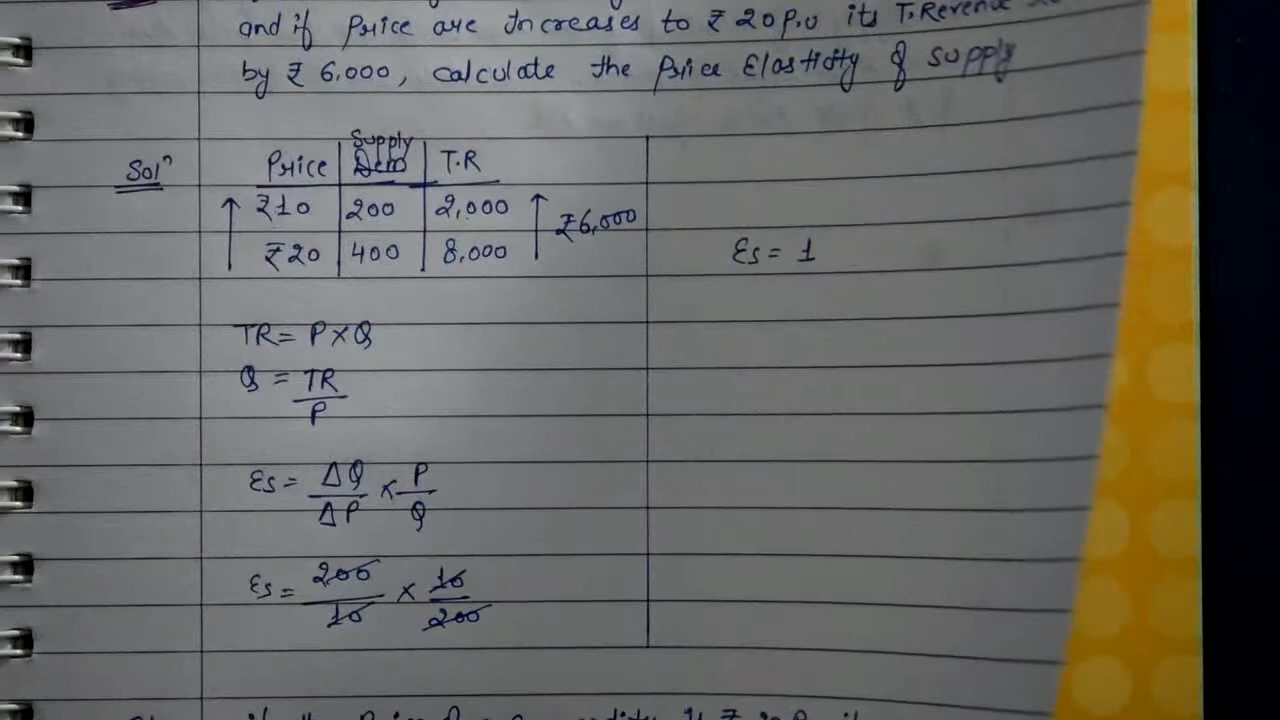 and if Price are Increases to ₹ 20 P.U its T.Revenue
by ₹ 6,000, calculate the Price Elasticity of supply
Solⁿ
Price Supply Dem T.R
₹10 200 2,000
₹6,000
₹20 400 8,000
Es = 1
TR = P × Q
Q = TR
P
Es = ΔQ × P
ΔP Q
Es = 200 × 10
10 200